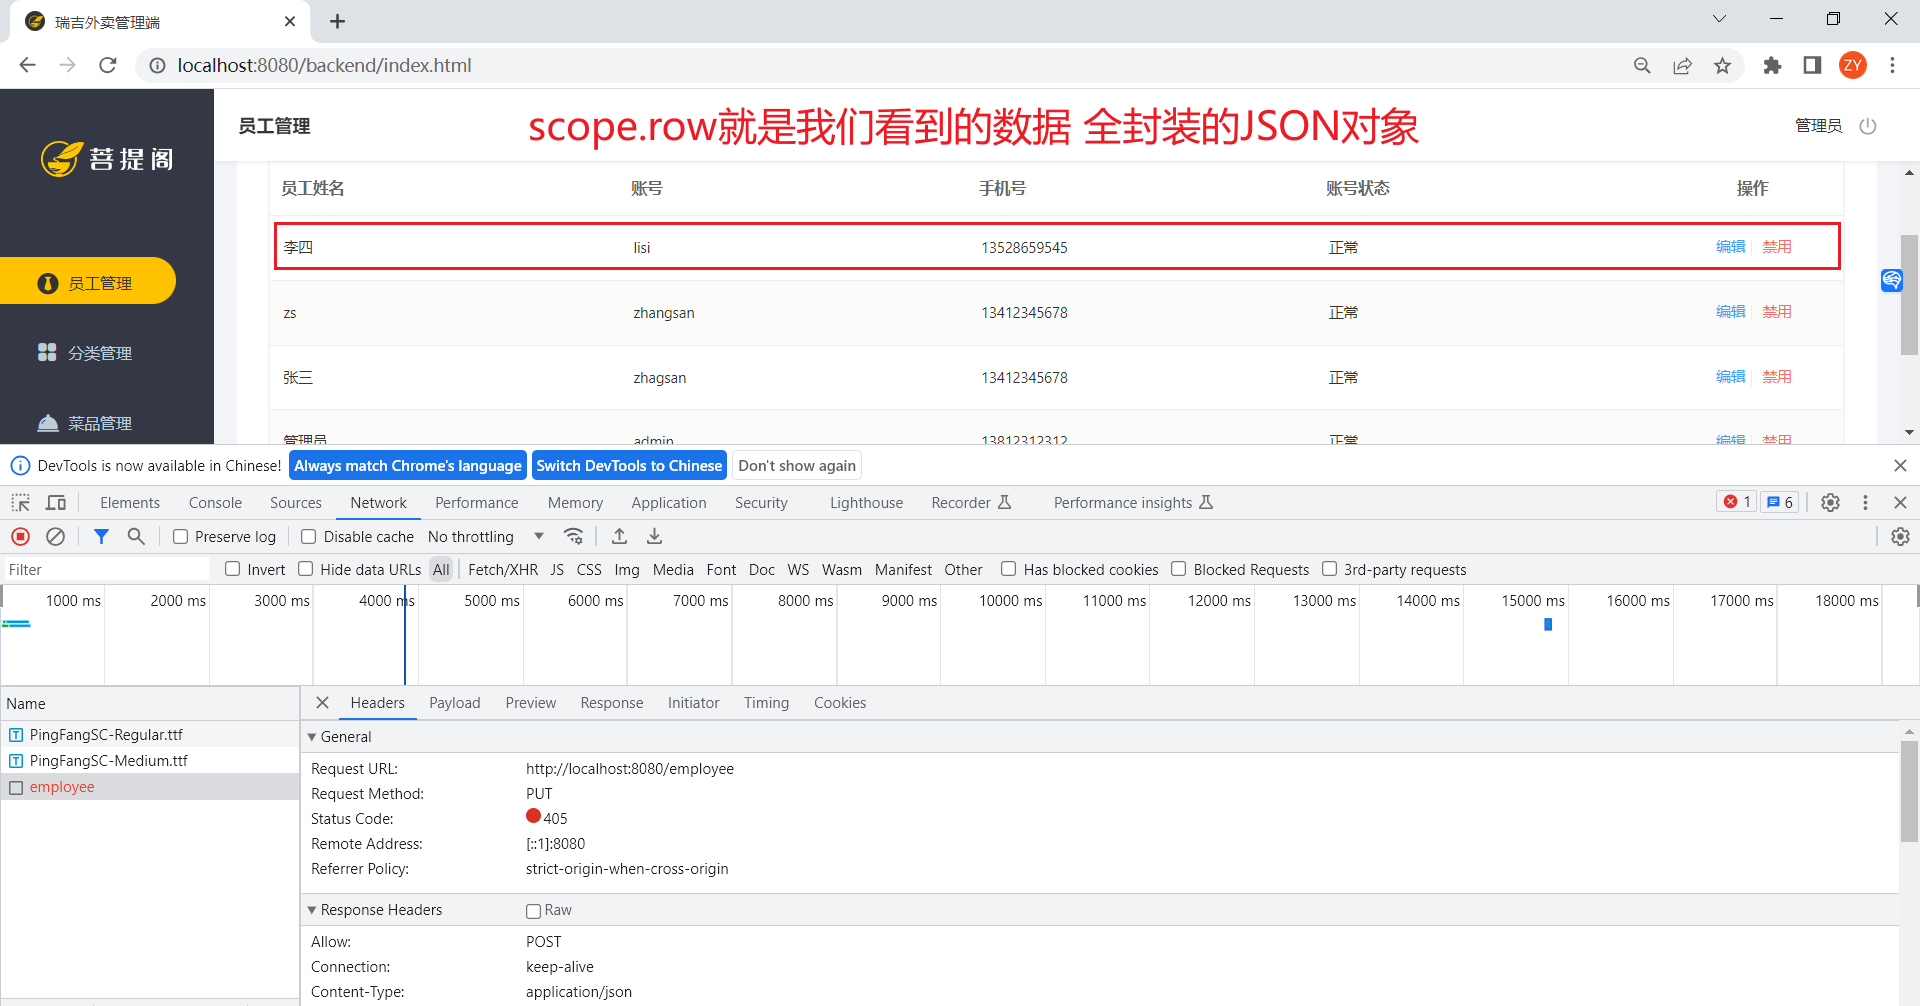 瑞吉外卖管理端
localhost:8080/backend/index.html
ZY
菩提阁
员工管理
scope.row就是我们看到的数据 全封装的JSON对象
管理员
员工姓名 账号 手机号 账号状态 操作
李四 lisi 13528659545 正常 编辑 禁用
员工管理
zs zhangsan 13412345678 正常 编辑 禁用
分类管理
张三 zhagsan 13412345678 正常 编辑 禁用
菜品管理
管理员 admin 13812312312 正常 编辑 禁用
DevTools is now available in Chinese! Always match Chrome's language Switch DevTools to Chinese Don't show again
Elements Console Sources Network Performance Memory Application Security Lighthouse Recorder Performance insights 1 6
Preserve log Disable cache No throttling
Filter Invert Hide data URLs All Fetch/XHR JS CSS Img Media Font Doc WS Wasm Manifest Other Has blocked cookies Blocked Requests 3rd-party requests
1000 ms 2000 ms 3000 ms 4000 ms 5000 ms 6000 ms 7000 ms 8000 ms 9000 ms 10000 ms 11000 ms 12000 ms 13000 ms 14000 ms 15000 ms 16000 ms 17000 ms 18000 ms
Name
PingFangSC-Regular.ttf
PingFangSC-Medium.ttf
employee
Headers Payload Preview Response Initiator Timing Cookies
General
Request URL: http://localhost:8080/employee
Request Method: PUT
Status Code: 405
Remote Address: [::1]:8080
Referrer Policy: strict-origin-when-cross-origin
Response Headers Raw
Allow: POST
Connection: keep-alive
Content-Type: application/json